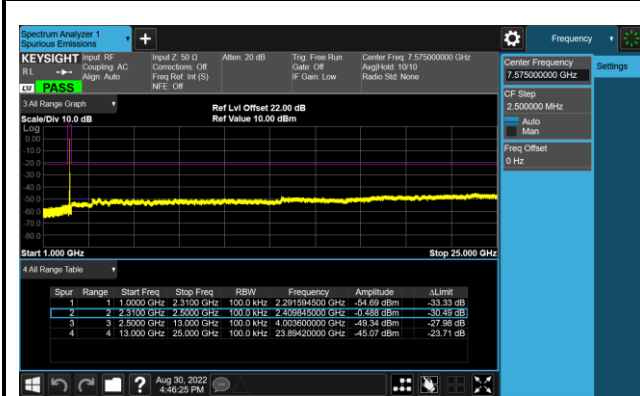 Spectrum Analyzer 1
Spurious Emissions
Frequency
KEYSIGHT
Input: RF
Input Z: 50 Ω
Atten: 20 dB
Trig: Free Run
Center Freq: 7.575000000 GHz
R L
Coupling: AC
Corrections: Off
Gate: Off
Avg|Hold: 10/10
Align: Auto
Freq Ref: Int (S)
IF Gain: Low
Radio Std: None
NFE: Off
LXI
PASS
Center Frequency
7.575000000 GHz
Settings
CF Step
2.500000 MHz
Auto
Man
Freq Offset
0 Hz
3 All Range Graph
Ref Lvl Offset 22.00 dB
Scale/Div 10.0 dB
Ref Value 10.00 dBm
Log
0.00
-10.0
-20.0
-30.0
-40.0
-50.0
-60.0
-70.0
-80.0
Start 1.000 GHz
Stop 25.000 GHz
4 All Range Table
Spur Range Start Freq Stop Freq RBW Frequency Amplitude ΔLimit
1 1 1.0000 GHz 2.3100 GHz 100.0 kHz 2.291594500 GHz -54.69 dBm -33.33 dB
2 2 2.3100 GHz 2.5000 GHz 100.0 kHz 2.409845000 GHz -0.488 dBm -30.49 dB
3 3 2.5000 GHz 13.000 GHz 100.0 kHz 4.003600000 GHz -49.34 dBm -27.98 dB
4 4 13.000 GHz 25.000 GHz 100.0 kHz 23.89420000 GHz -45.07 dBm -23.71 dB
?
Aug 30, 2022
4:46:25 PM